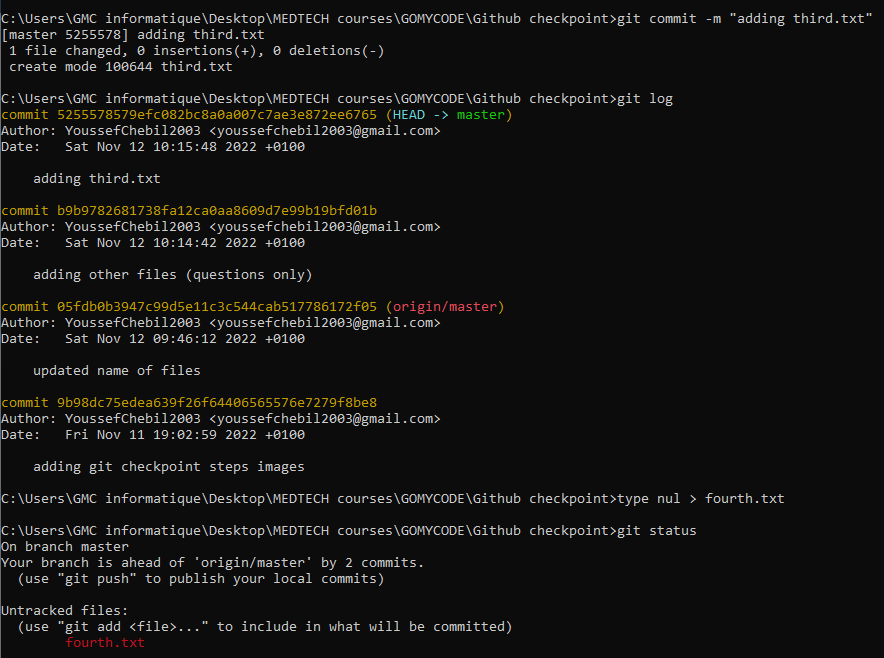 C:\Users\GMC informatique\Desktop\MEDTECH courses\GOMYCODE\Github checkpoint>git commit -m "adding third.txt"
[master 5255578] adding third.txt
 1 file changed, 0 insertions(+), 0 deletions(-)
 create mode 100644 third.txt

C:\Users\GMC informatique\Desktop\MEDTECH courses\GOMYCODE\Github checkpoint>git log
commit 5255578579efc082bc8a0a007c7ae3e872ee6765 (HEAD -> master)
Author: YoussefChebil2003 <youssefchebil2003@gmail.com>
Date:   Sat Nov 12 10:15:48 2022 +0100

    adding third.txt

commit b9b9782681738fa12ca0aa8609d7e99b19bfd01b
Author: YoussefChebil2003 <youssefchebil2003@gmail.com>
Date:   Sat Nov 12 10:14:42 2022 +0100

    adding other files (questions only)

commit 05fdb0b3947c99d5e11c3c544cab517786172f05 (origin/master)
Author: YoussefChebil2003 <youssefchebil2003@gmail.com>
Date:   Sat Nov 12 09:46:12 2022 +0100

    updated name of files

commit 9b98dc75edea639f26f64406565576e7279f8be8
Author: YoussefChebil2003 <youssefchebil2003@gmail.com>
Date:   Fri Nov 11 19:02:59 2022 +0100

    adding git checkpoint steps images

C:\Users\GMC informatique\Desktop\MEDTECH courses\GOMYCODE\Github checkpoint>type nul > fourth.txt

C:\Users\GMC informatique\Desktop\MEDTECH courses\GOMYCODE\Github checkpoint>git status
On branch master
Your branch is ahead of 'origin/master' by 2 commits.
  (use "git push" to publish your local commits)

Untracked files:
  (use "git add <file>..." to include in what will be committed)
        fourth.txt